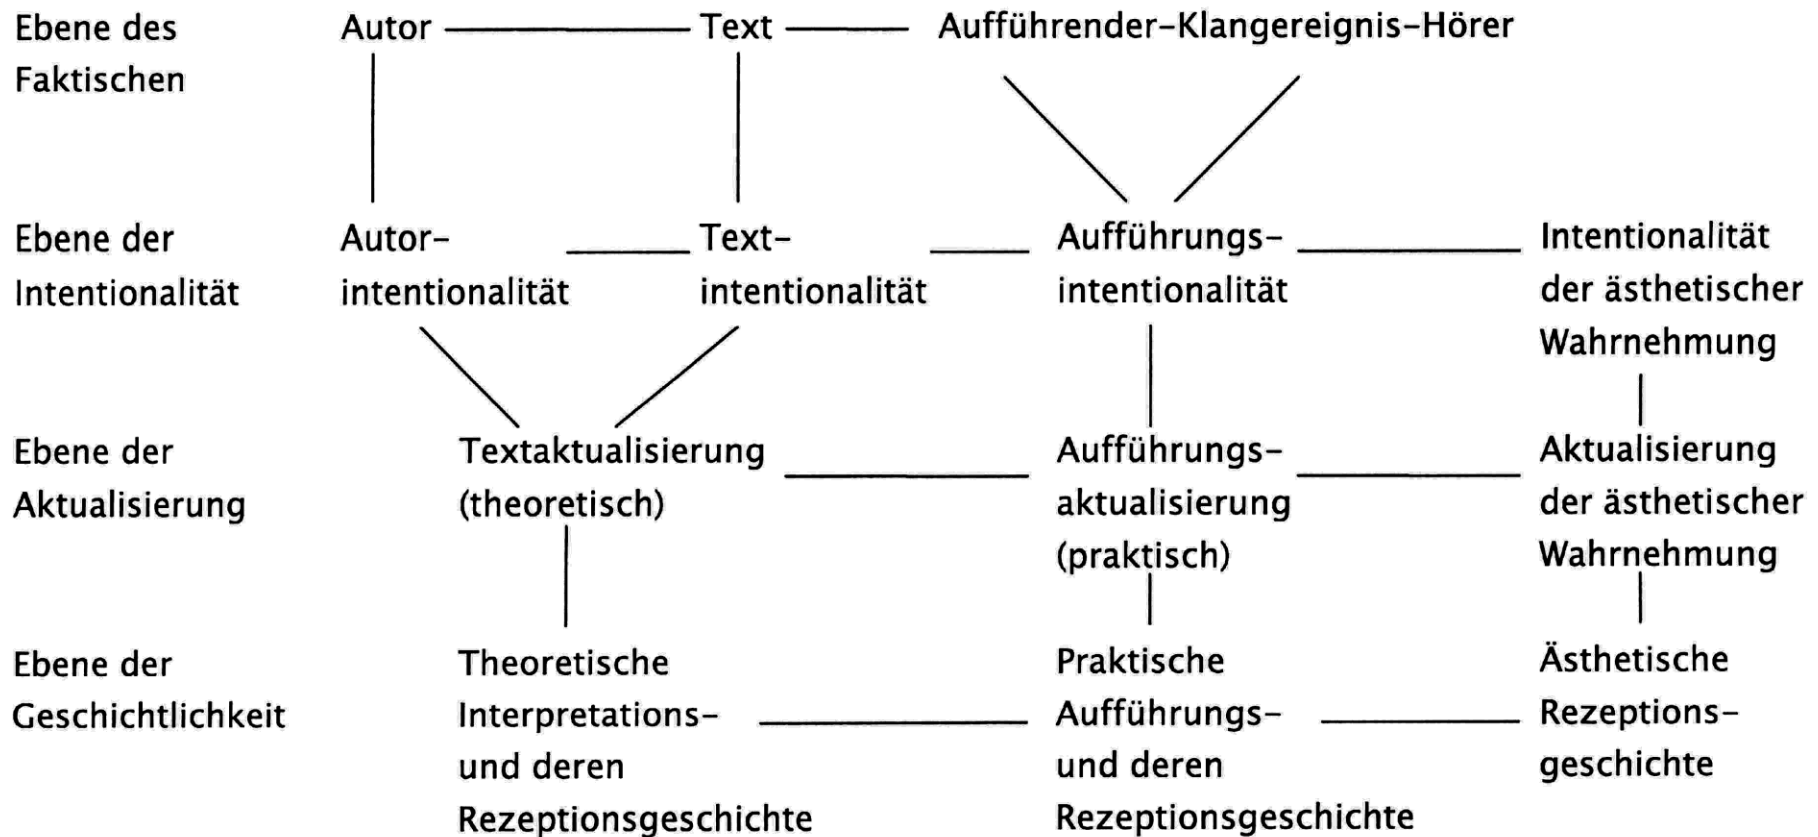 Ebene des Autor Text Aufführender–Klangereignis–Hörer
Faktischen
Ebene der Autor– Text– Aufführungs– Intentionalität
Intentionalität intentionalität intentionalität intentionalität der ästhetischer
Wahrnehmung
Ebene der Textaktualisierung Aufführungs– Aktualisierung
Aktualisierung (theoretisch) aktualisierung der ästhetischer
(praktisch) Wahrnehmung
Ebene der Theoretische Praktische Ästhetische
Geschichtlichkeit Interpretations– Aufführungs– Rezeptions–
und deren und deren geschichte
Rezeptionsgeschichte Rezeptionsgeschichte